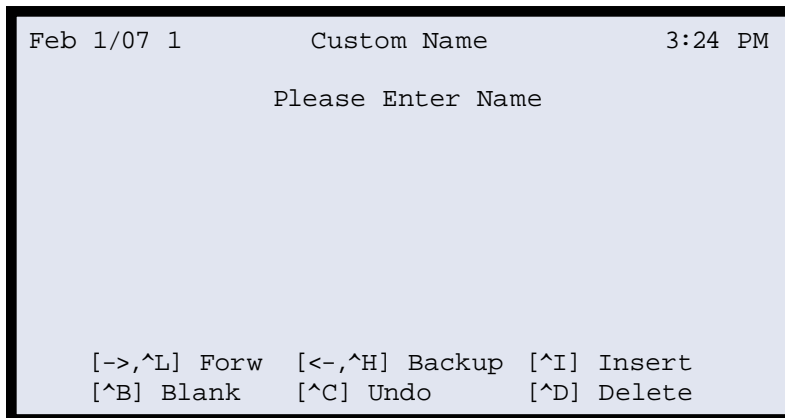 Feb 1/07 1 Custom Name 3:24 PM
Please Enter Name
[->,^L] Forw [<-,^H] Backup [^I] Insert
[^B] Blank [^C] Undo [^D] Delete